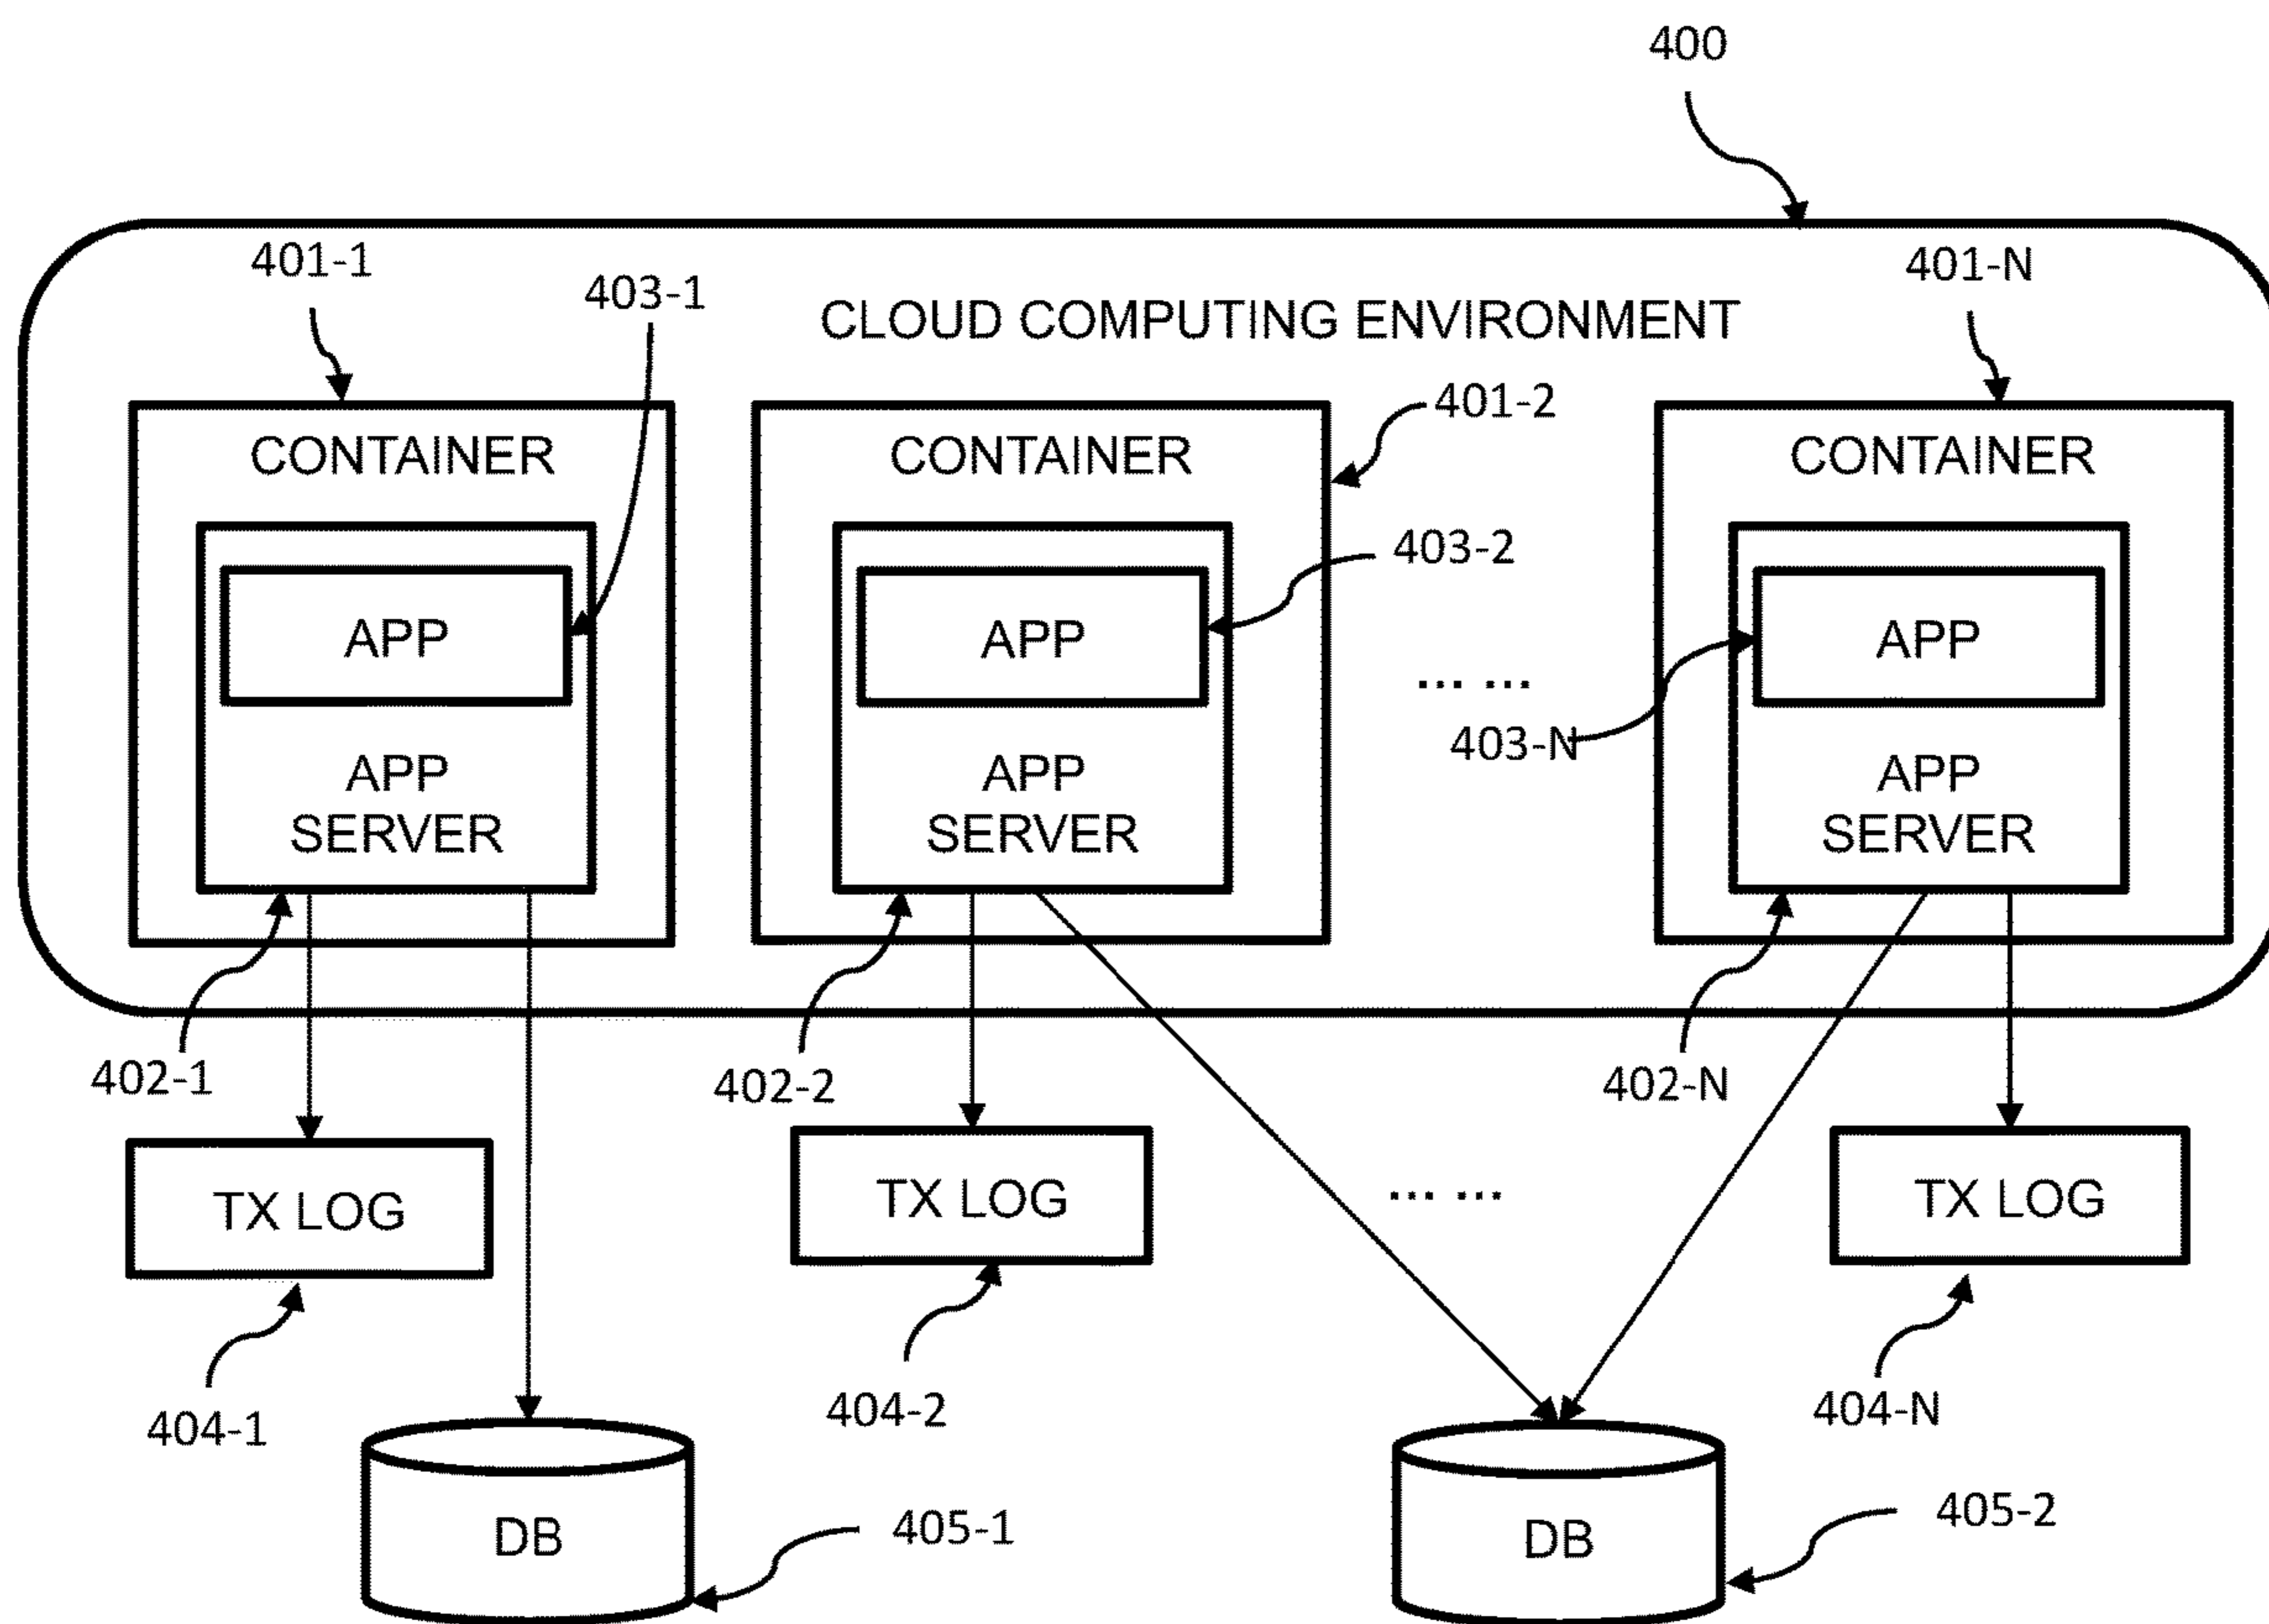 400
401-1
403-1
CLOUD COMPUTING ENVIRONMENT
401-N
401-2
CONTAINER
CONTAINER
CONTAINER
403-2
APP
APP
APP
... ...
403-N
APP
SERVER
APP
SERVER
APP
SERVER
402-1
402-2
402-N
TX LOG
TX LOG
... ...
TX LOG
404-1
404-2
404-N
DB
405-1
DB
405-2